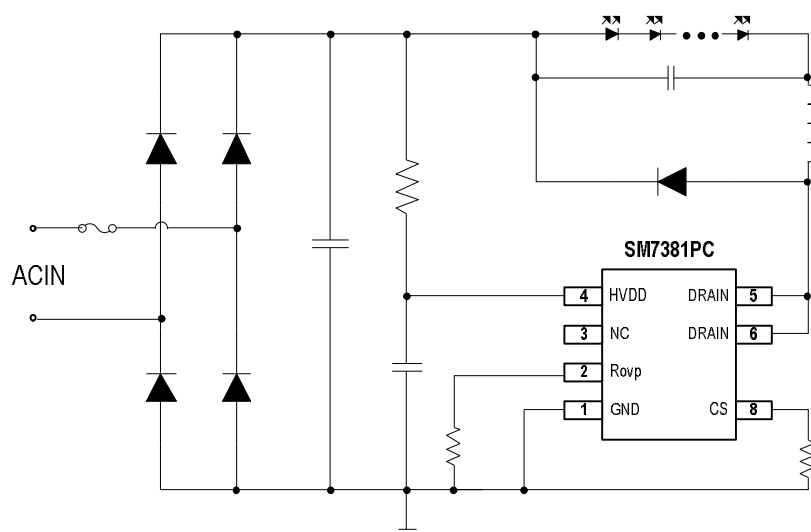 SM7381PC
ACIN
4 HVDD DRAIN 5
3 NC DRAIN 6
2 Rovp
1 GND CS 8